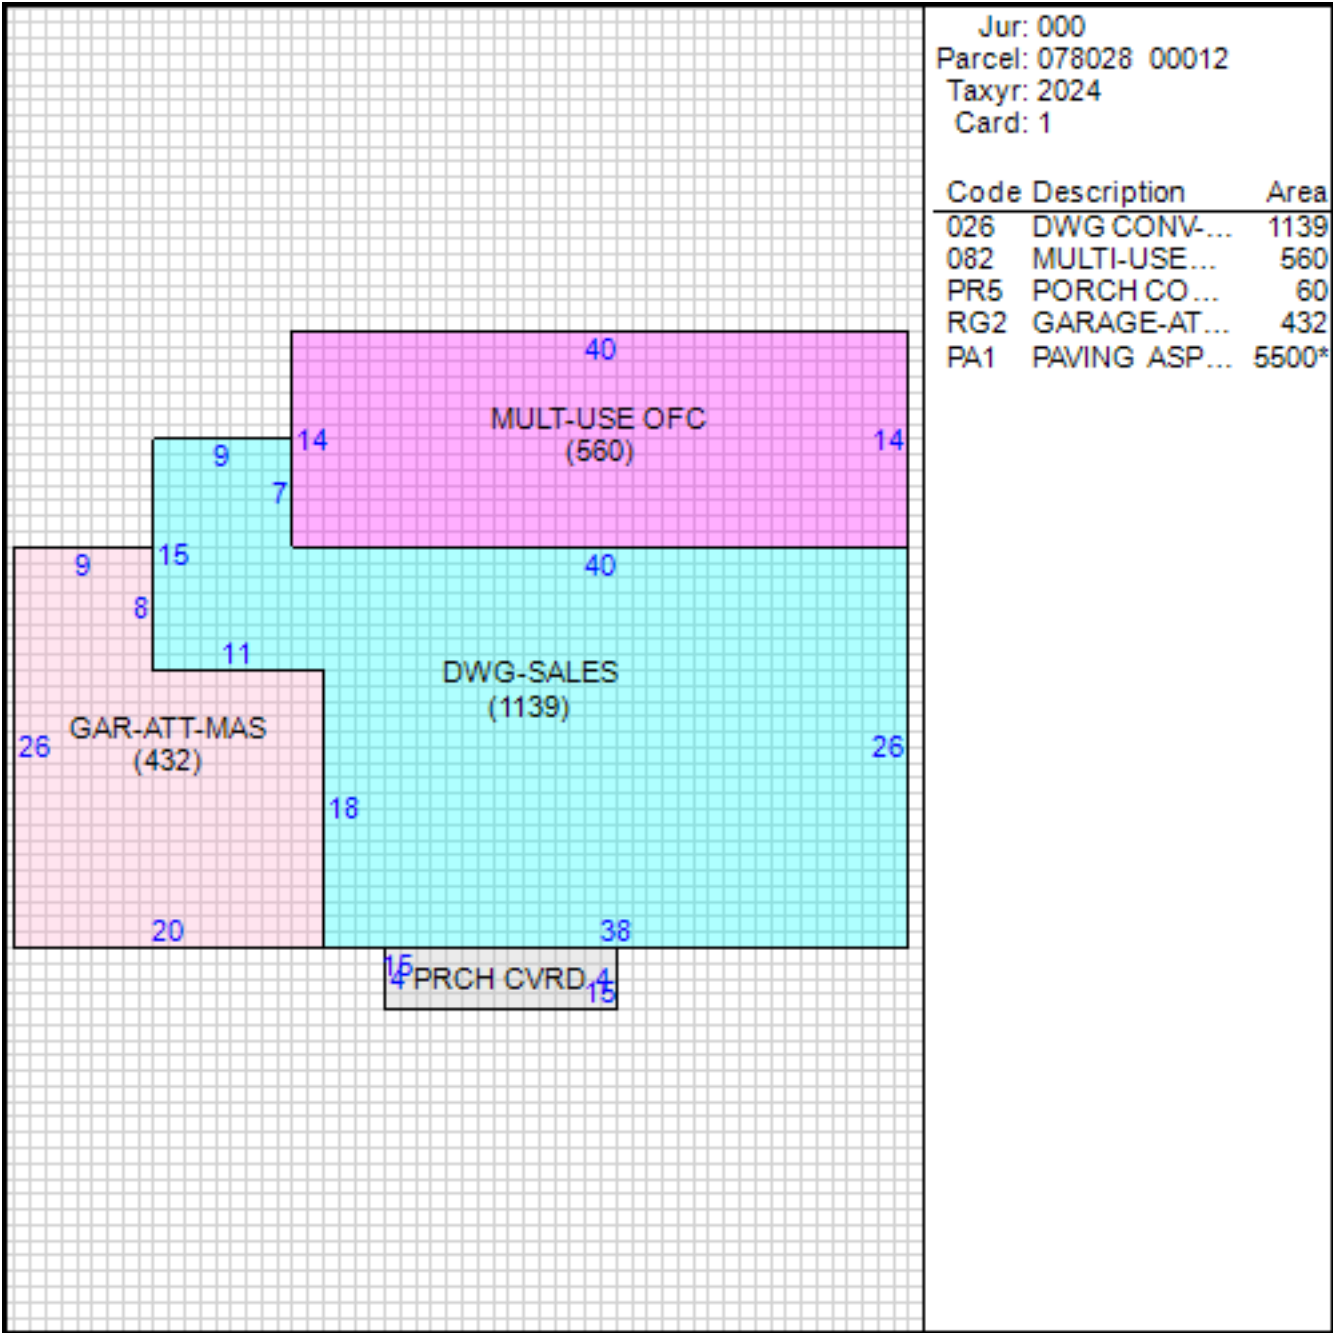 Jur: 000
Parcel: 078028 00012
Taxyr: 2024
Card: 1
Code Description Area
026 DWG CONV-... 1139
082 MULTI-USE... 560
PR5 PORCH CO... 60
RG2 GARAGE-AT... 432
PA1 PAVING ASP... 5500*
40
MULT-USE OFC
(560)
14
14
9
7
15
40
9
8
11
DWG-SALES
(1139)
GAR-ATT-MAS
(432)
26
26
18
20
38
15
4 PRCH CVRD 4
15